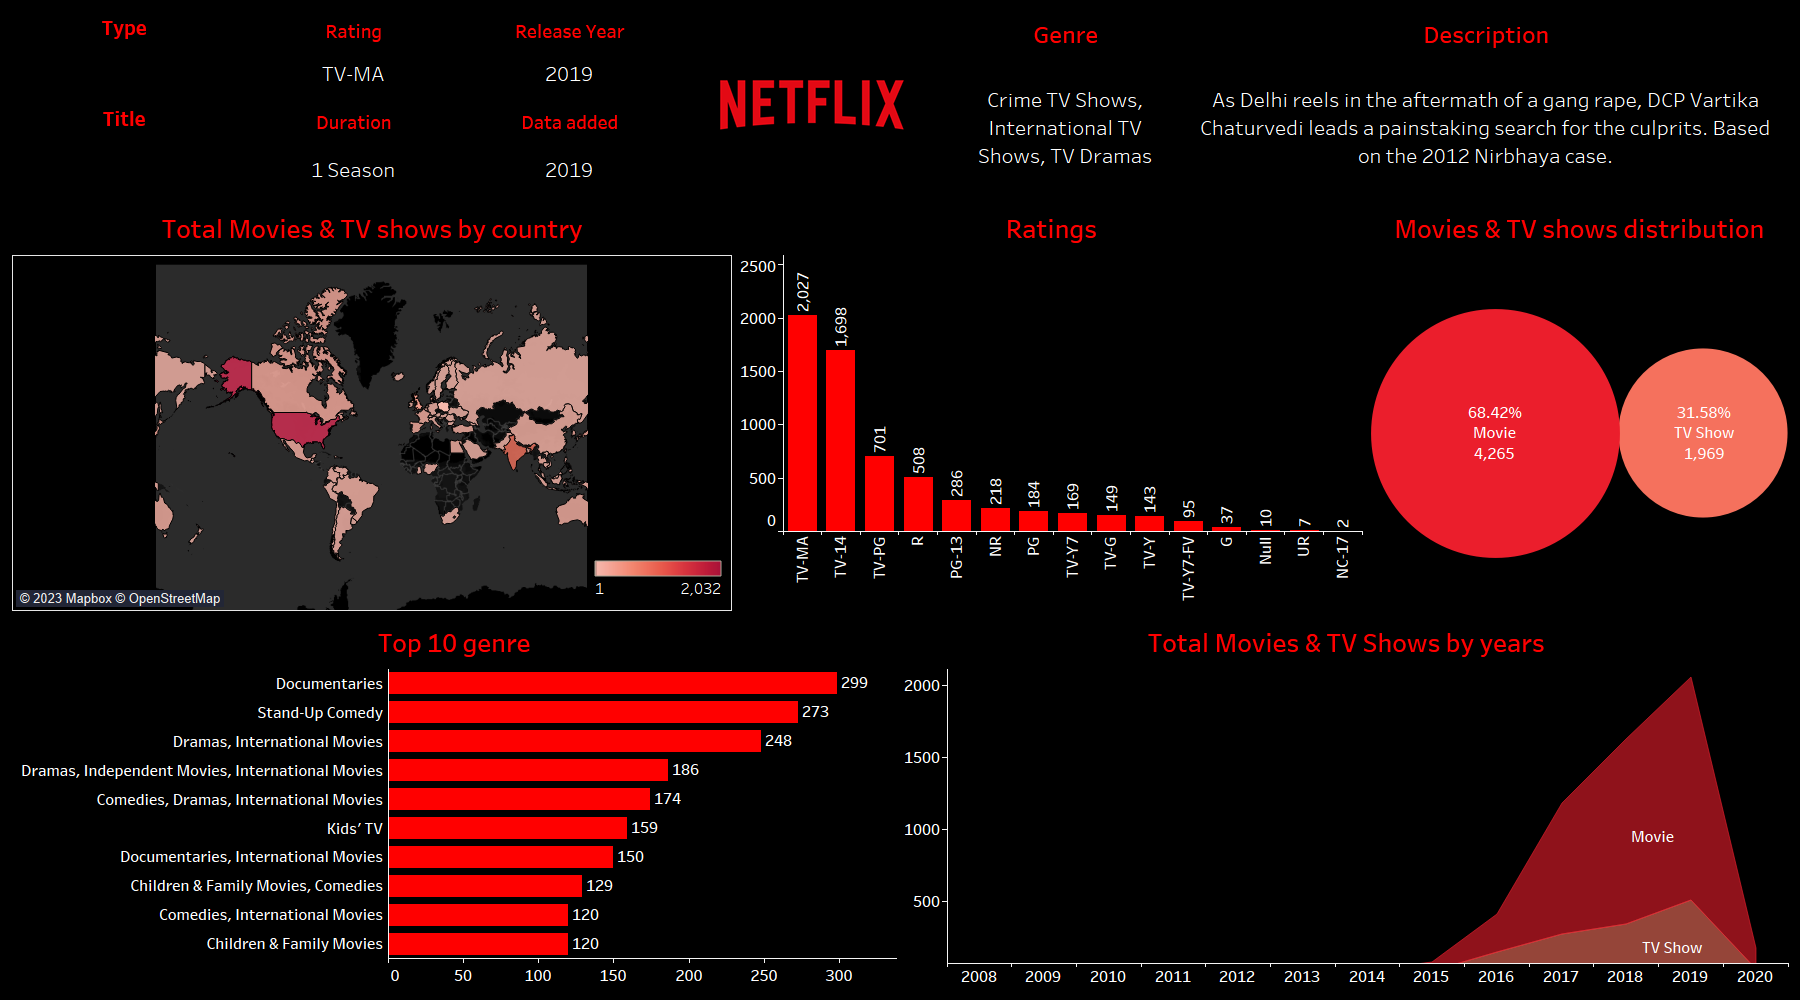 Type
Rating
Release Year
TV-MA
2019
Title
Duration
Data added
1 Season
2019
NETFLIX
Genre
Crime TV Shows,
International TV
Shows, TV Dramas
Description
As Delhi reels in the aftermath of a gang rape, DCP Vartika
Chaturvedi leads a painstaking search for the culprits. Based
on the 2012 Nirbhaya case.
Total Movies & TV shows by country
1
2,032
© 2023 Mapbox © OpenStreetMap
Ratings
2500
2000
1500
1000
500
0
2,027
1,698
701
508
286
218
184
169
149
143
95
37
10
7
2
TV-MA
TV-14
TV-PG
R
PG-13
NR
PG
TV-Y7
TV-G
TV-Y
TV-Y7-FV
G
Null
UR
NC-17
Movies & TV shows distribution
68.42%
Movie
4,265
31.58%
TV Show
1,969
Top 10 genre
Documentaries 299
Stand-Up Comedy 273
Dramas, International Movies 248
Dramas, Independent Movies, International Movies 186
Comedies, Dramas, International Movies 174
Kids’ TV 159
Documentaries, International Movies 150
Children & Family Movies, Comedies 129
Comedies, International Movies 120
Children & Family Movies 120
0 50 100 150 200 250 300
Total Movies & TV Shows by years
2000
1500
1000
500
Movie
TV Show
2008 2009 2010 2011 2012 2013 2014 2015 2016 2017 2018 2019 2020